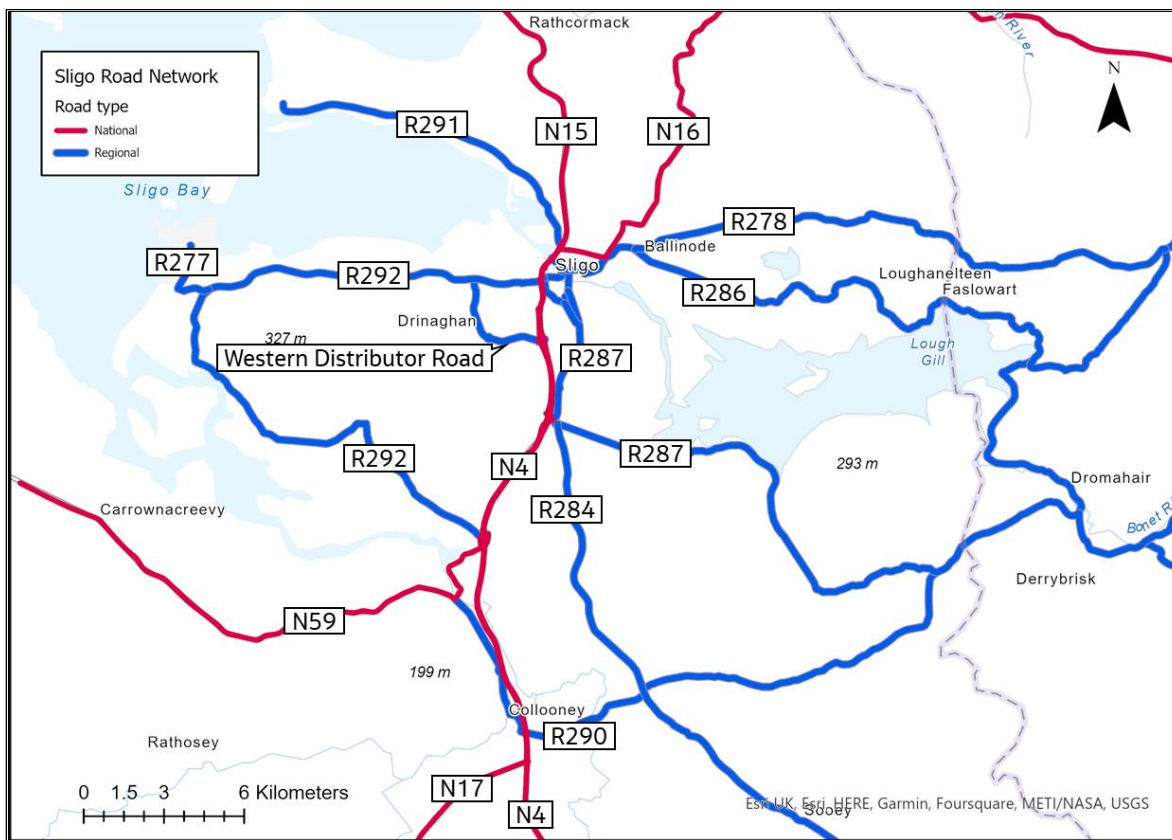 Rathcormack
Sligo Road Network
Road type
National
Regional
N
R291
N15
N16
Sligo Bay
R278
Ballinode
R277
Sligo
R292
R286
Loughanelteen
Faslowart
Drinaghan
327 m
Western Distributor Road
R287
Lough
Gill
R292
N4
R287
293 m
Dromahair
Carrownacreevy
R284
Derrybrisk
N59
199 m
Collooney
R290
Rathosey
0 1.5 3 6 Kilometers
N17
N4
Sooey
Esri UK, Esri, HERE, Garmin, Foursquare, METI/NASA, USGS
River
Bonet